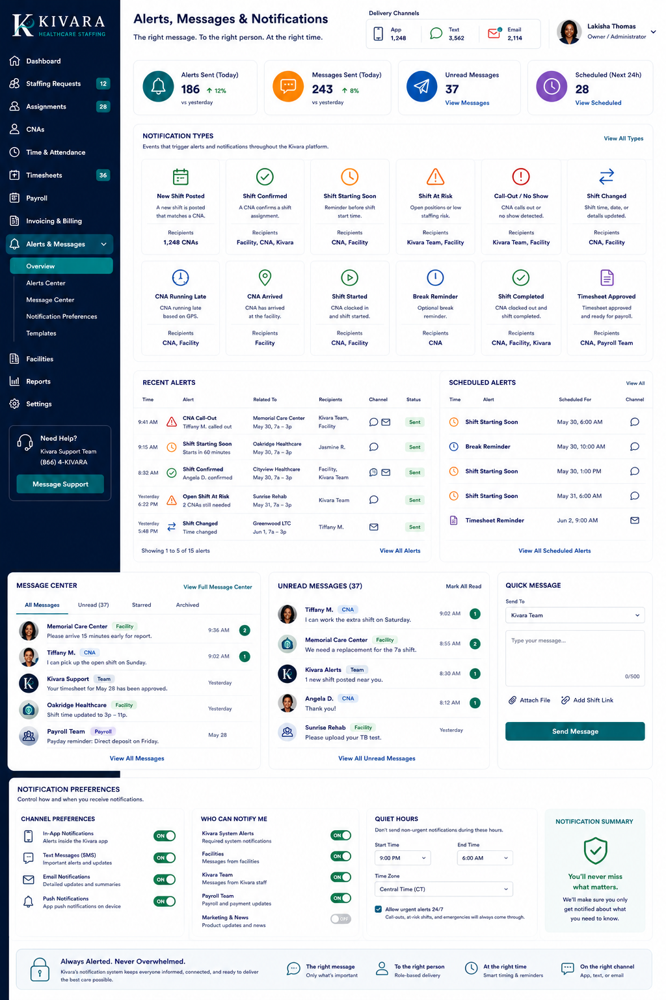 KIVARA
HEALTHCARE STAFFING
Dashboard
Staffing Requests 12
Assignments 28
CNAs
Time & Attendance
Timesheets 36
Payroll
Invoicing & Billing
Alerts & Messages
Overview
Alerts Center
Message Center
Notification Preferences
Templates
Facilities
Reports
Settings
Need Help?
Kivara Support Team
(866) 4-KIVARA
Message Support
Alerts, Messages & Notifications
The right message. To the right person. At the right time.
Delivery Channels
App
1,248
Text
3,562
Email
2,114
Lakisha Thomas
Owner / Administrator
Alerts Sent (Today)
186 ↑ 12%
vs yesterday
Messages Sent (Today)
243 ↑ 8%
vs yesterday
Unread Messages
37
View Messages
Scheduled (Next 24h)
28
View Scheduled
NOTIFICATION TYPES
Events that trigger alerts and notifications throughout the Kivara platform.
View All Types
New Shift Posted
A new shift is posted
that matches a CNA.
Recipients
1,248 CNAs
Shift Confirmed
A CNA confirms a shift
assignment.
Recipients
Facility, CNA, Kivara
Shift Starting Soon
Reminder before shift
start time.
Recipients
CNA, Facility
Shift At Risk
Open positions or low
staffing risk.
Recipients
Kivara Team, Facility
Call-Out / No Show
CNA calls out or
no show detected.
Recipients
Kivara Team, Facility
Shift Changed
Shift time, date, or
details updated.
Recipients
CNA, Facility
CNA Running Late
CNA running late
based on GPS.
Recipients
CNA, Facility
CNA Arrived
CNA has arrived
at the facility.
Recipients
Facility
Shift Started
CNA clocked in
and shift started.
Recipients
CNA, Facility
Break Reminder
Optional break
reminder.
Recipients
CNA
Shift Completed
CNA clocked out and
shift completed.
Recipients
CNA, Facility, Kivara
Timesheet Approved
Timesheet approved
and ready for payroll.
Recipients
CNA, Payroll Team
RECENT ALERTS
Time Alert Related To Recipients Channel Status
9:41 AM CNA Call-Out Memorial Care Center Kivara Team, Sent
Tiffany M. called out May 30, 7a – 3p Facility
9:15 AM Shift Starting Soon Oakridge Healthcare Jasmine R. Sent
Starts in 60 minutes May 30, 7a – 3p
8:32 AM Shift Confirmed Cityview Healthcare Facility, Sent
Angela D. confirmed May 30, 7a – 3p Kivara Team
Yesterday Open Shift At Risk Sunrise Rehab Kivara Team Sent
6:22 PM 2 CNAs still needed May 31, 7a – 3p
Yesterday Shift Changed Greenwood LTC Tiffany M. Sent
5:48 PM Time changed Jun 1, 7a – 3p
Showing 1 to 5 of 15 alerts View All Alerts
SCHEDULED ALERTS View All
Time Alert Scheduled For Channel
Shift Starting Soon May 30, 6:00 AM
Break Reminder May 30, 10:00 AM
Shift Starting Soon May 30, 1:00 PM
Shift Starting Soon May 31, 6:00 AM
Timesheet Reminder Jun 2, 9:00 AM
View All Scheduled Alerts
MESSAGE CENTER View Full Message Center
All Messages Unread (37) Starred Archived
Memorial Care Center Facility 9:36 AM 2
Please arrive 15 minutes early for report.
Tiffany M. CNA 9:02 AM 1
I can pick up the open shift on Sunday.
Kivara Support Team Yesterday
Your timesheet for May 28 has been approved.
Oakridge Healthcare Facility Yesterday
Shift time updated to 3p – 11p.
Payroll Team Payroll May 28
Payday reminder: Direct deposit on Friday.
View All Messages
UNREAD MESSAGES (37) Mark All Read
Tiffany M. CNA 9:02 AM 1
I can work the extra shift on Saturday.
Memorial Care Center Facility 8:55 AM 2
We need a replacement for the 7a shift.
Kivara Alerts Team 8:30 AM 1
1 new shift posted near you.
Angela D. CNA 8:12 AM 1
Thank you!
Sunrise Rehab Facility Yesterday
Please upload your TB test.
View All Unread Messages
QUICK MESSAGE
Send To
Kivara Team
Type your message...
0/500
Attach File Add Shift Link
Send Message
NOTIFICATION PREFERENCES
Control how and when you receive notifications.
CHANNEL PREFERENCES
In-App Notifications ON
Alerts inside the Kivara app
Text Messages (SMS) ON
Important alerts and updates
Email Notifications ON
Detailed updates and summaries
Push Notifications ON
App push notifications on device
WHO CAN NOTIFY ME
Kivara System Alerts ON
Required system notifications
Facilities ON
Messages from facilities
Kivara Team ON
Messages from Kivara staff
Payroll Team ON
Payroll and payment updates
Marketing & News OFF
Product updates and news
QUIET HOURS
Don't send non-urgent notifications during these hours.
Start Time End Time
9:00 PM 6:00 AM
Time Zone
Central Time (CT)
Allow urgent alerts 24/7
Call-outs, at-risk shifts, and emergencies will always come through.
NOTIFICATION SUMMARY
You'll never miss
what matters.
We'll make sure you only
get notified about what
you need to know.
Always Alerted. Never Overwhelmed.
Kivara's notification system keeps everyone informed, connected, and ready to deliver
the best care possible.
The right message
Only what's important
To the right person
Role-based delivery
At the right time
Smart timing & reminders
On the right channel
App, text, or email